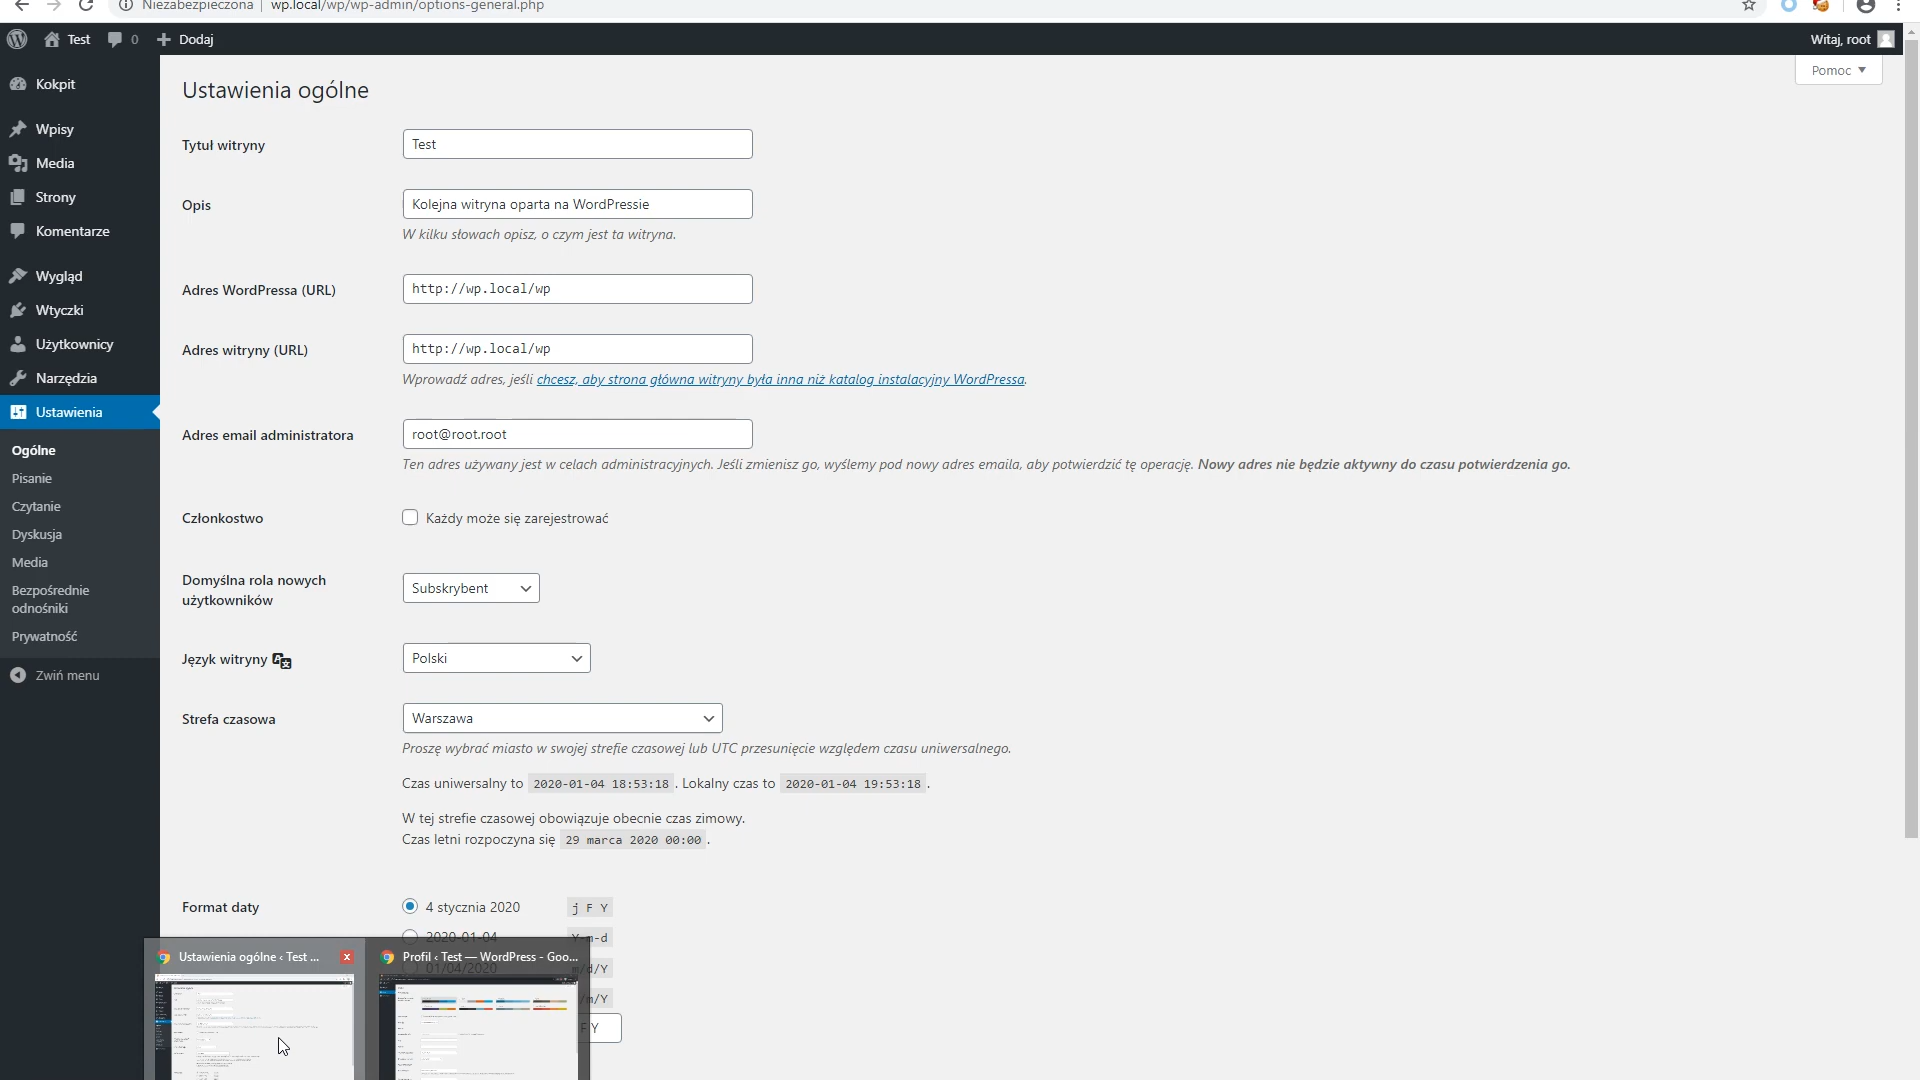 Niezabezpieczona | wp.local/wp/wp-admin/options-general.php
Test 0 Dodaj Witaj, root
Pomoc
Kokpit
Wpisy
Media
Strony
Komentarze
Wygląd
Wtyczki
Użytkownicy
Narzędzia
Ustawienia
Ogólne
Pisanie
Czytanie
Dyskusja
Media
Bezpośrednie
odnośniki
Prywatność
Zwiń menu
Ustawienia ogólne
Tytuł witryny Test
Opis Kolejna witryna oparta na WordPressie
W kilku słowach opisz, o czym jest ta witryna.
Adres WordPressa (URL) http://wp.local/wp
Adres witryny (URL) http://wp.local/wp
Wprowadź adres, jeśli chcesz, aby strona główna witryny była inna niż katalog instalacyjny WordPressa.
Adres email administratora root@root.root
Ten adres używany jest w celach administracyjnych. Jeśli zmienisz go, wyślemy pod nowy adres emaila, aby potwierdzić tę operację. Nowy adres nie będzie aktywny do czasu potwierdzenia go.
Członkostwo Każdy może się zarejestrować
Domyślna rola nowych
użytkowników Subskrybent
Język witryny Polski
Strefa czasowa Warszawa
Proszę wybrać miasto w swojej strefie czasowej lub UTC przesunięcie względem czasu uniwersalnego.
Czas uniwersalny to 2020-01-04 18:53:18 . Lokalny czas to 2020-01-04 19:53:18 .
W tej strefie czasowej obowiązuje obecnie czas zimowy.
Czas letni rozpoczyna się 29 marca 2020 00:00 .
Format daty 4 stycznia 2020 j F Y
2020-01-04 Y-m-d
01/04/2020 m/d/Y
/m/Y
F Y
Ustawienia ogólne ‹ Test ...
Profil ‹ Test — WordPress - Goo...